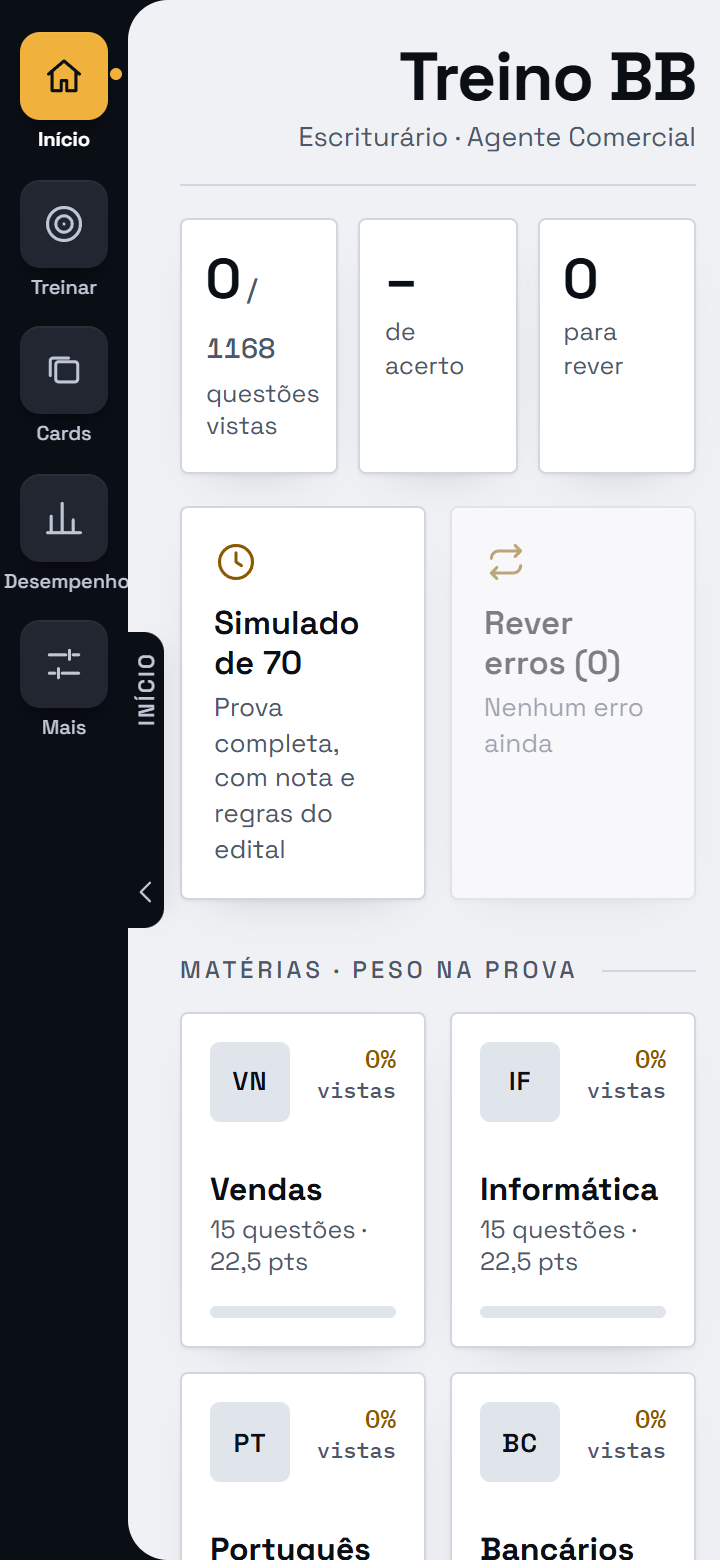 Início
Treinar
Cards
Desempenho
Mais
INÍCIO
Treino BB
Escriturário · Agente Comercial
0 /
1168
questões
vistas
–
de
acerto
0
para
rever
Simulado
de 70
Prova
completa,
com nota e
regras do
edital
Rever
erros (0)
Nenhum erro
ainda
MATÉRIAS · PESO NA PROVA
VN
0%
vistas
Vendas
15 questões ·
22,5 pts
IF
0%
vistas
Informática
15 questões ·
22,5 pts
PT
0%
vistas
Português
BC
0%
vistas
Bancários